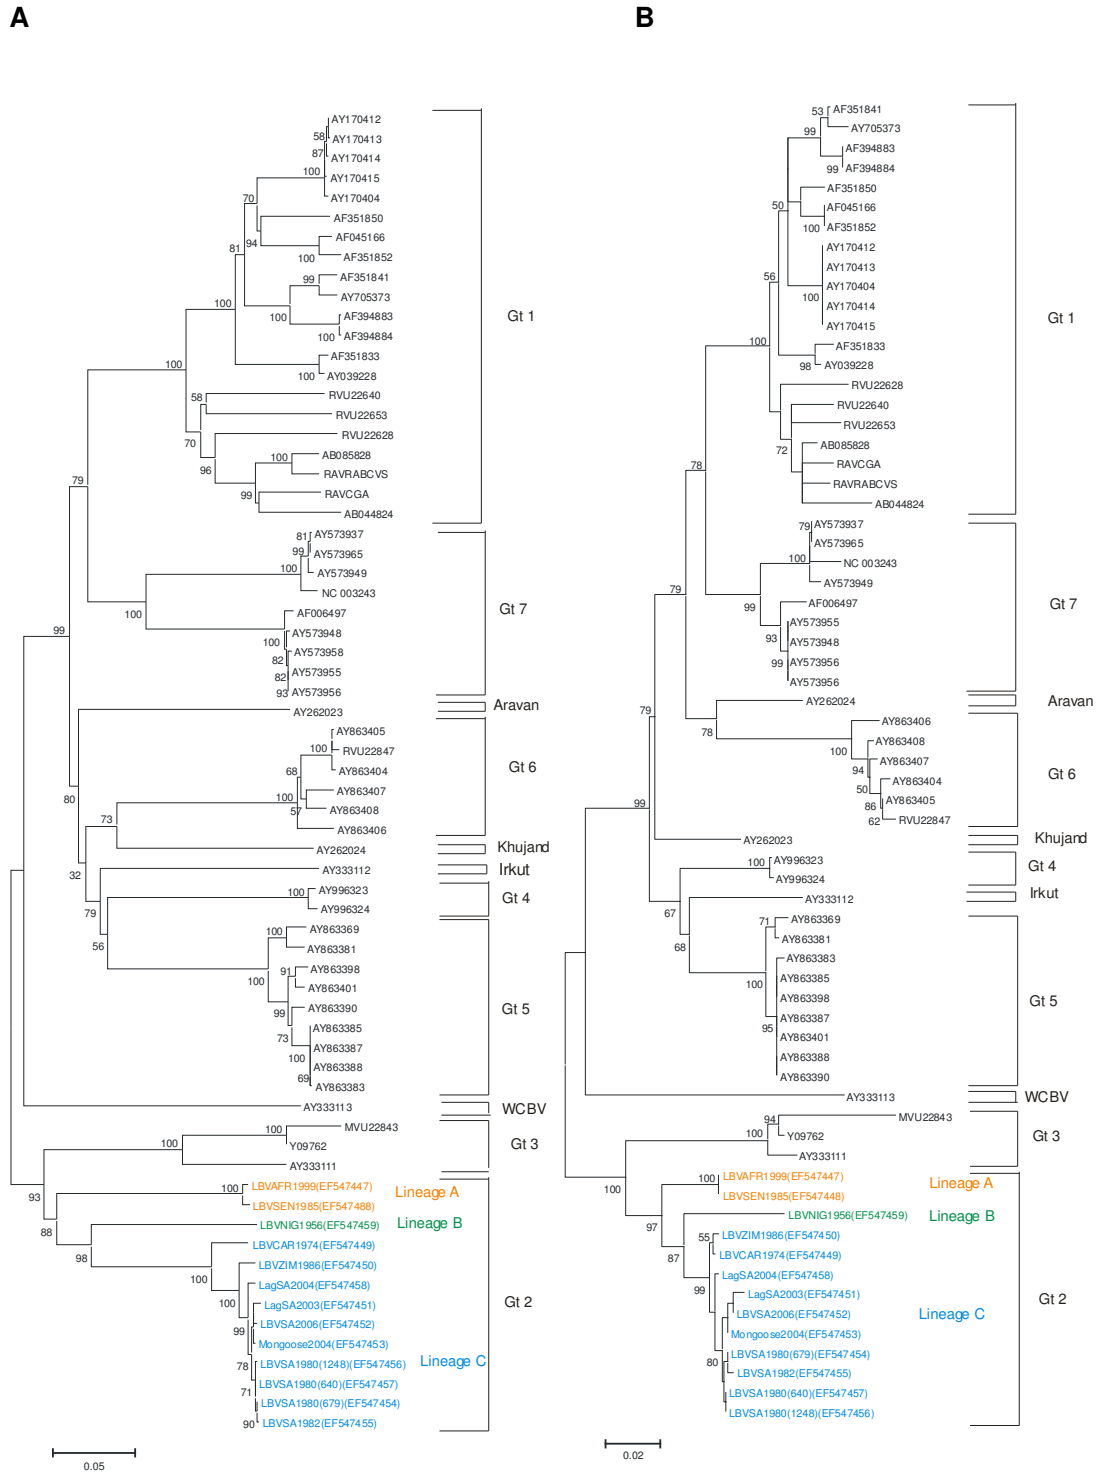 A
B
AY170412
58
AY170413
87
AY170414
100
AY170415
AY170404
70
AF351850
94
AF045166
81
100
AF351852
99
AF351841
AY705373
100
AF394883
100
AF394884
100
AF351833
100
AY039228
Gt 1
100
58
RVU22640
RVU22653
70
RVU22628
96
100
AB085828
RAVRABCVS
99
RAVCGA
AB044824
79
81
AY573937
99
AY573965
100
AY573949
NC 003243
100
AF006497
Gt 7
AY573948
100
AY573958
82
AY573955
82
AY573956
93
99
AY262023
Aravan
AY863405
100
RVU22847
AY863404
68
AY863407
100
57
AY863408
AY863406
Gt 6
80
73
AY262024
Khujand
32
AY333112
Irkut
79
100
AY996323
AY996324
Gt 4
56
100
AY863369
AY863381
100
91
AY863398
AY863401
99
AY863390
73
AY863385
100
AY863387
AY863388
69
AY863383
Gt 5
AY333113
WCBV
100
MVU22843
100
Y09762
AY333111
Gt 3
93
100
LBVAFR1999(EF547447)
LBVSEN1985(EF547488)
Lineage A
88
LBVNIG1956(EF547459)
Lineage B
98
LBVCAR1974(EF547449)
100
LBVZIM1986(EF547450)
100
LagSA2004(EF547458)
LagSA2003(EF547451)
99
LBVSA2006(EF547452)
Mongoose2004(EF547453)
78
LBVSA1980(1248)(EF547456)
Lineage C
71
LBVSA1980(640)(EF547457)
LBVSA1980(679)(EF547454)
90
LBVSA1982(EF547455)
Gt 2
0.05
53
AF351841
AY705373
99
AF394883
99
AF394884
AF351850
50
AF045166
100
AF351852
AY170412
AY170413
56
AY170404
100
AY170414
AY170415
Gt 1
100
AF351833
98
AY039228
RVU22628
RVU22640
RVU22653
72
AB085828
RAVCGA
RAVRABCVS
AB044824
78
79
AY573937
AY573965
100
NC 003243
AY573949
99
AF006497
Gt 7
93
AY573955
AY573948
99
AY573956
AY573956
79
AY262024
Aravan
78
AY863406
100
AY863408
AY863407
94
AY863404
50
AY863405
86
62
RVU22847
Gt 6
79
AY262023
Khujand
99
100
AY996323
AY996324
Gt 4
67
AY333112
Irkut
68
71
AY863369
AY863381
AY863383
100
AY863385
AY863398
AY863387
95
AY863401
AY863388
AY863390
Gt 5
AY333113
WCBV
94
MVU22843
100
Y09762
AY333111
Gt 3
100
100
LBVAFR1999(EF547447)
LBVSEN1985(EF547448)
Lineage A
97
LBVNIG1956(EF547459)
Lineage B
87
55
LBVZIM1986(EF547450)
LBVCAR1974(EF547449)
99
LagSA2004(EF547458)
LagSA2003(EF547451)
LBVSA2006(EF547452)
Lineage C
Mongoose2004(EF547453)
80
LBVSA1980(679)(EF547454)
LBVSA1982(EF547455)
LBVSA1980(640)(EF547457)
LBVSA1980(1248)(EF547456)
Gt 2
0.02